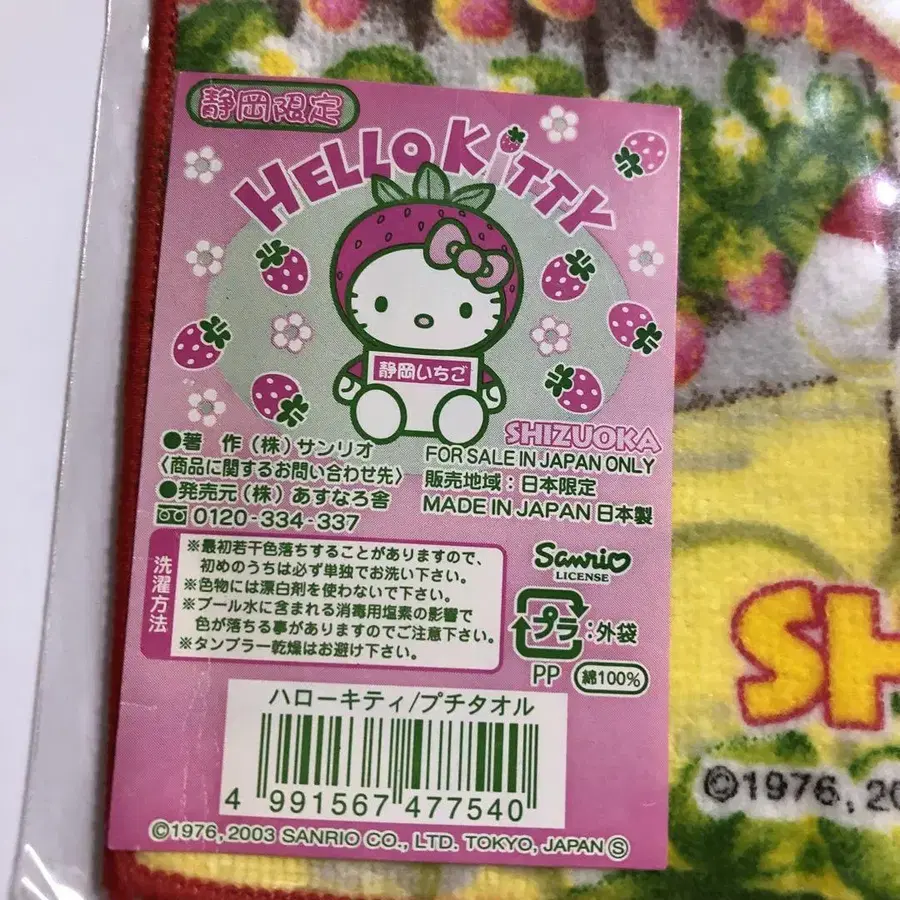 静岡限定
HELLO KiTTY
静岡いちご
SHIZUOKA
●著 作(株)サンリオ
〈商品に関するお問い合わせ先〉
●発売元(株)あすなろ舎
0120-334-337
FOR SALE IN JAPAN ONLY
販売地域：日本限定
MADE IN JAPAN 日本製
洗濯方法
※最初若干色落ちすることがありますので、
初めのうちは必ず単独でお洗い下さい。
※色物には漂白剤を使わないで下さい。
※プール水に含まれる消毒用塩素の影響で
色が落ちる事がありますのでご注意下さい。
※タンブラー乾燥はお避け下さい。
Sanrio
LICENSE
プラ：外袋
PP 綿100%
ハローキティ/プチタオル
4 991567 477540
©1976, 2003 SANRIO CO., LTD. TOKYO, JAPAN Ⓢ
SH
©1976, 20